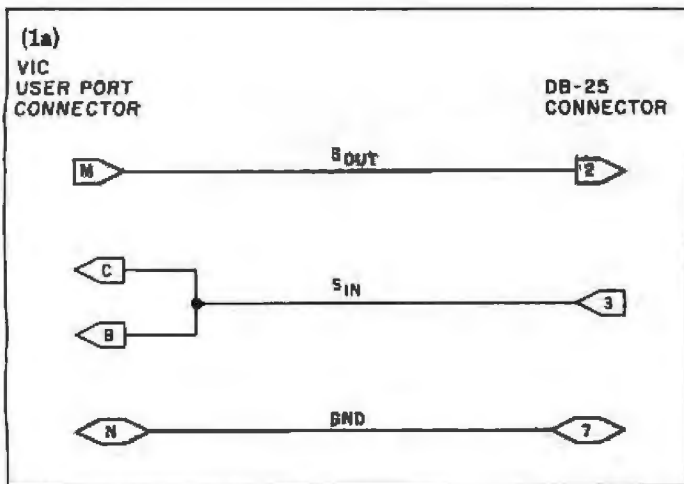 (1a)
VIC
USER PORT
CONNECTOR
DB-25
CONNECTOR
M
SOUT
2
C
SIN
3
B
N
GND
7